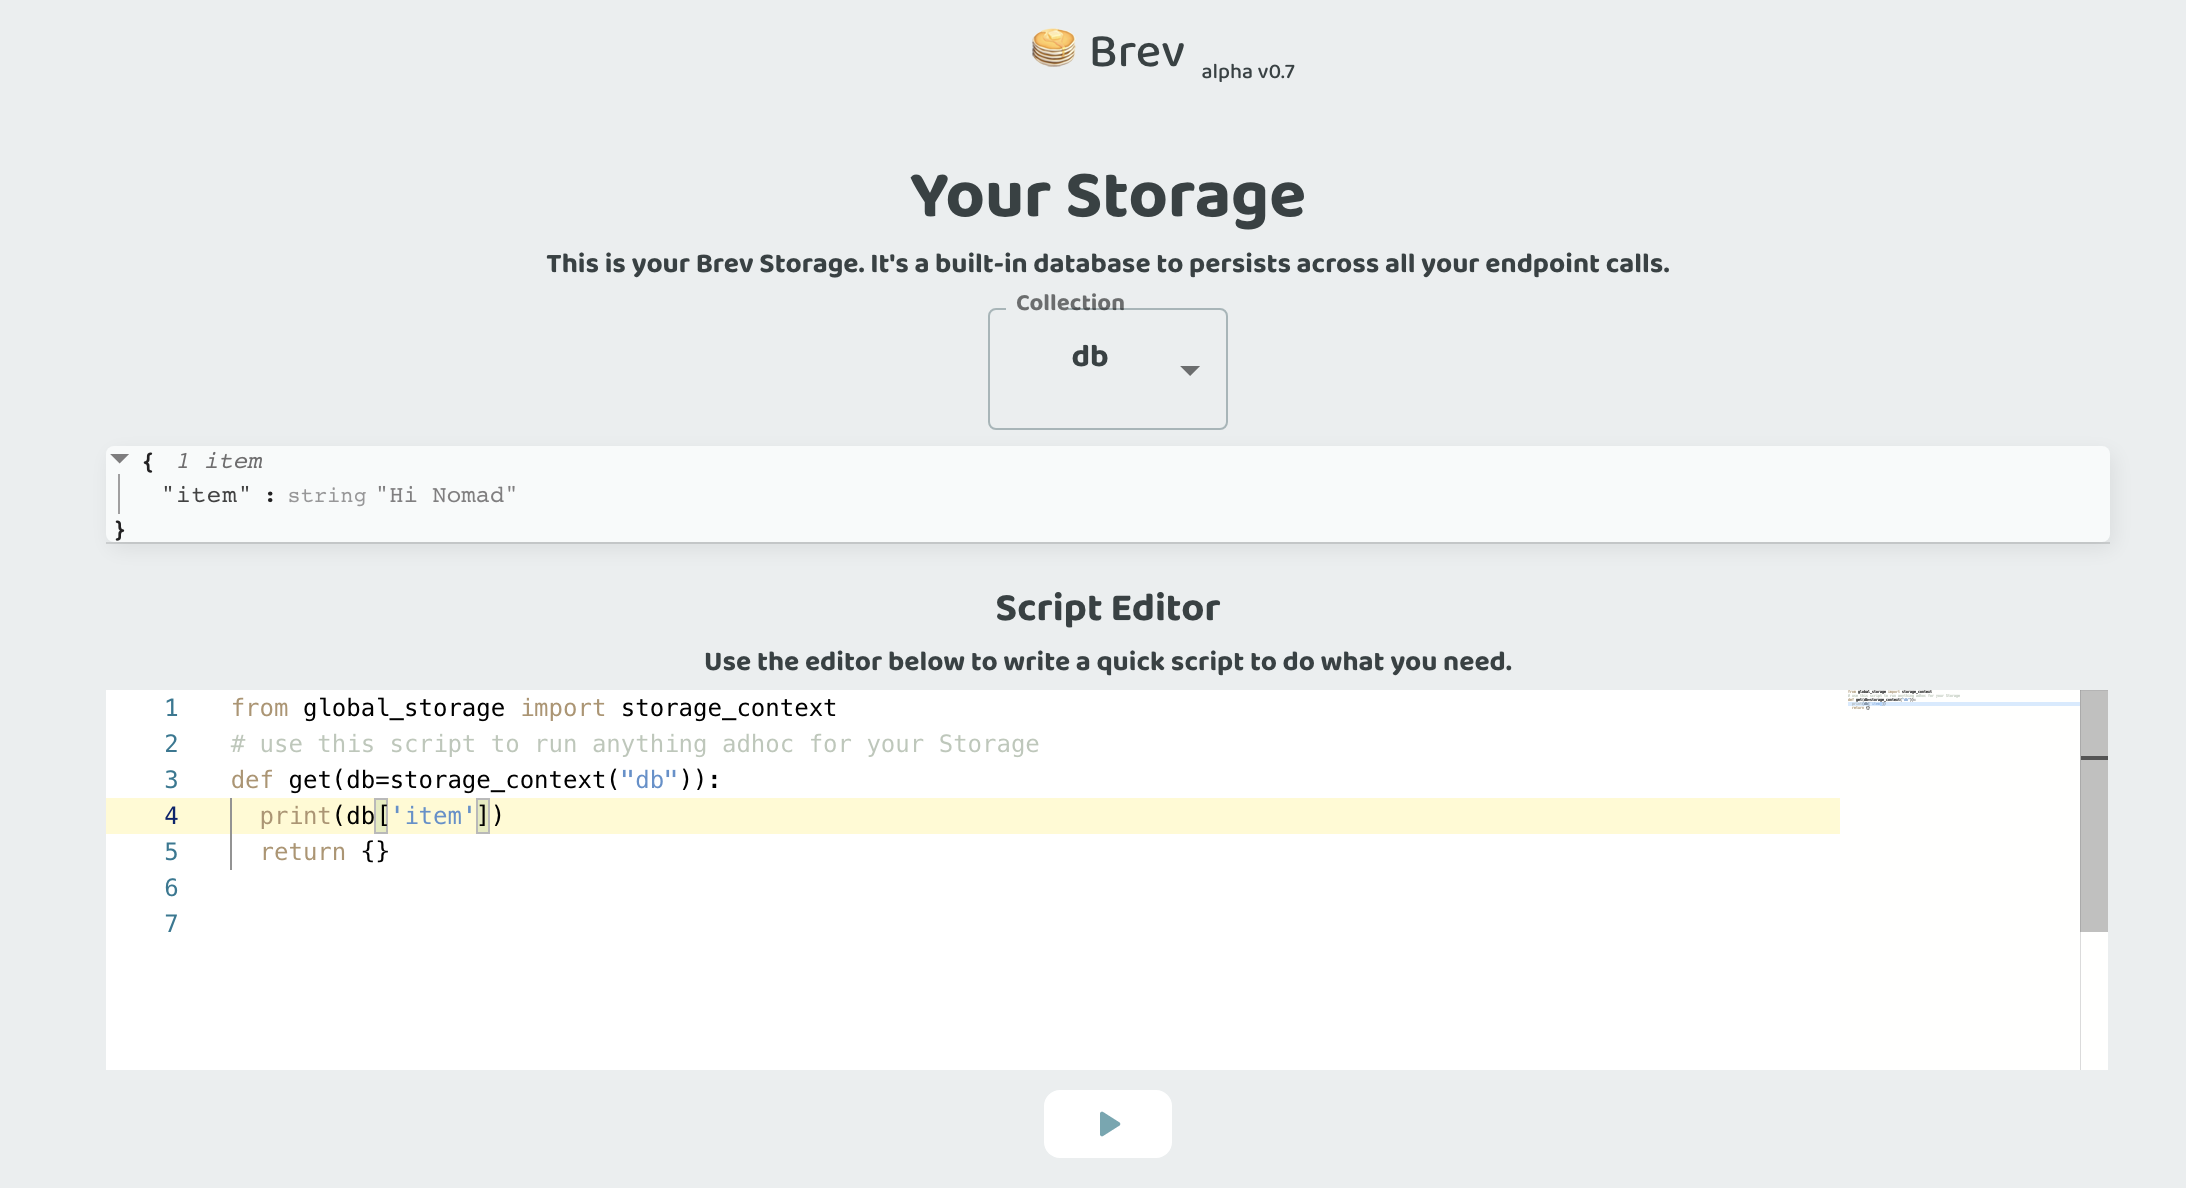 Brev alpha v0.7
Your Storage
This is your Brev Storage. It's a built-in database to persists across all your endpoint calls.
Collection
db
{ 1 item
"item" : string "Hi Nomad"
}
Script Editor
Use the editor below to write a quick script to do what you need.
1 from global_storage import storage_context
2 # use this script to run anything adhoc for your Storage
3 def get(db=storage_context("db")):
4 print(db['item'])
5 return {}
6
7